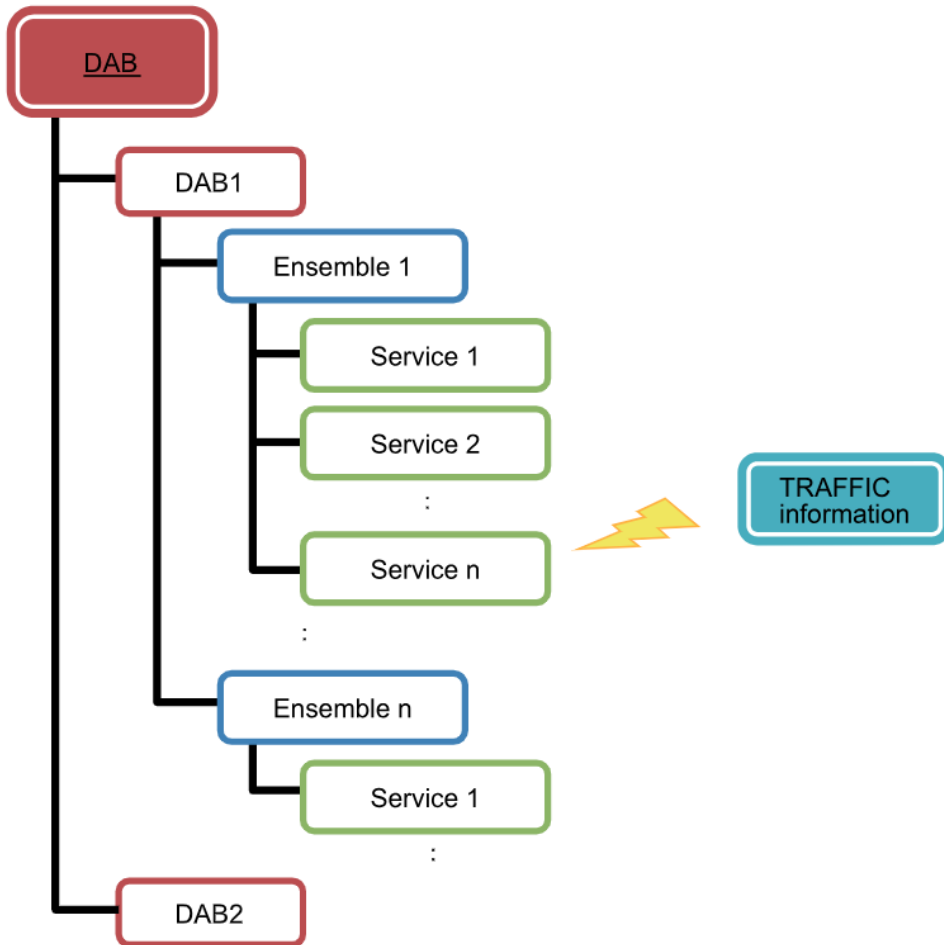 DAB
DAB1
Ensemble 1
Service 1
Service 2
:
Service n
TRAFFIC
information
:
Ensemble n
Service 1
:
DAB2